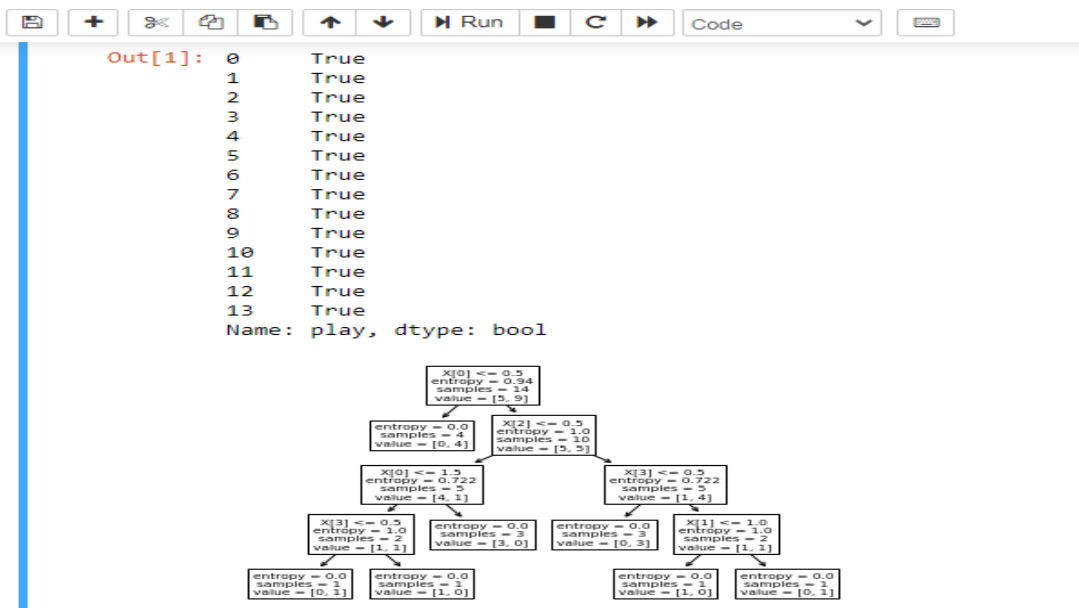 Run
Code
Out[1]: 0 True
1 True
2 True
3 True
4 True
5 True
6 True
7 True
8 True
9 True
10 True
11 True
12 True
13 True
Name: play, dtype: bool
X[0] <= 0.5
entropy = 0.94
samples = 14
value = [5, 9]
entropy = 0.0
samples = 4
value = [0, 4]
X[2] <= 0.5
entropy = 1.0
samples = 10
value = [5, 5]
X[0] <= 1.5
entropy = 0.722
samples = 5
value = [4, 1]
X[3] <= 0.5
entropy = 0.722
samples = 5
value = [1, 4]
X[3] <= 0.5
entropy = 1.0
samples = 2
value = [1, 1]
entropy = 0.0
samples = 3
value = [3, 0]
entropy = 0.0
samples = 3
value = [0, 3]
X[1] <= 1.0
entropy = 1.0
samples = 2
value = [1, 1]
entropy = 0.0
samples = 1
value = [0, 1]
entropy = 0.0
samples = 1
value = [1, 0]
entropy = 0.0
samples = 1
value = [1, 0]
entropy = 0.0
samples = 1
value = [0, 1]